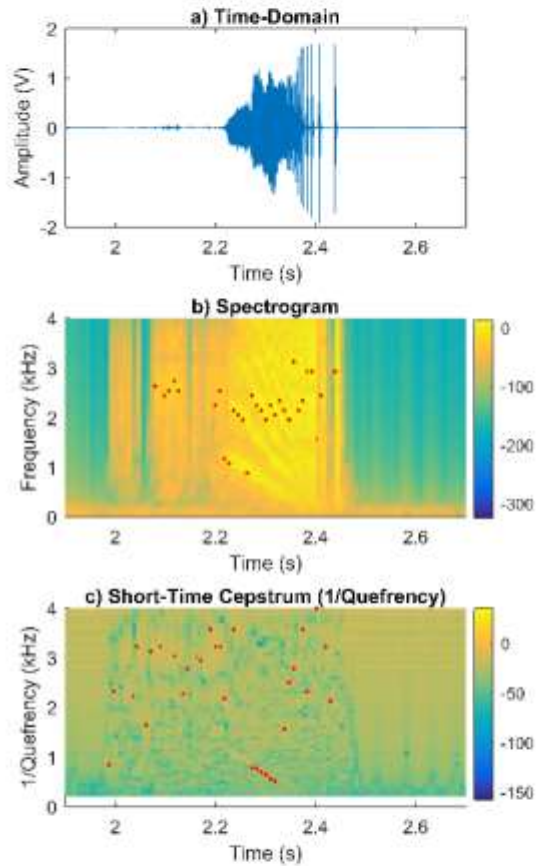 a) Time-Domain
2
1
0
-1
-2
Amplitude (V)
2 2.2 2.4 2.6
Time (s)
b) Spectrogram
4
3
2
1
0
Frequency (kHz)
0
-100
-200
-300
2 2.2 2.4 2.6
Time (s)
c) Short-Time Cepstrum (1/Quefrency)
4
3
2
1
0
1/Quefrency (kHz)
0
-50
-100
-150
2 2.2 2.4 2.6
Time (s)